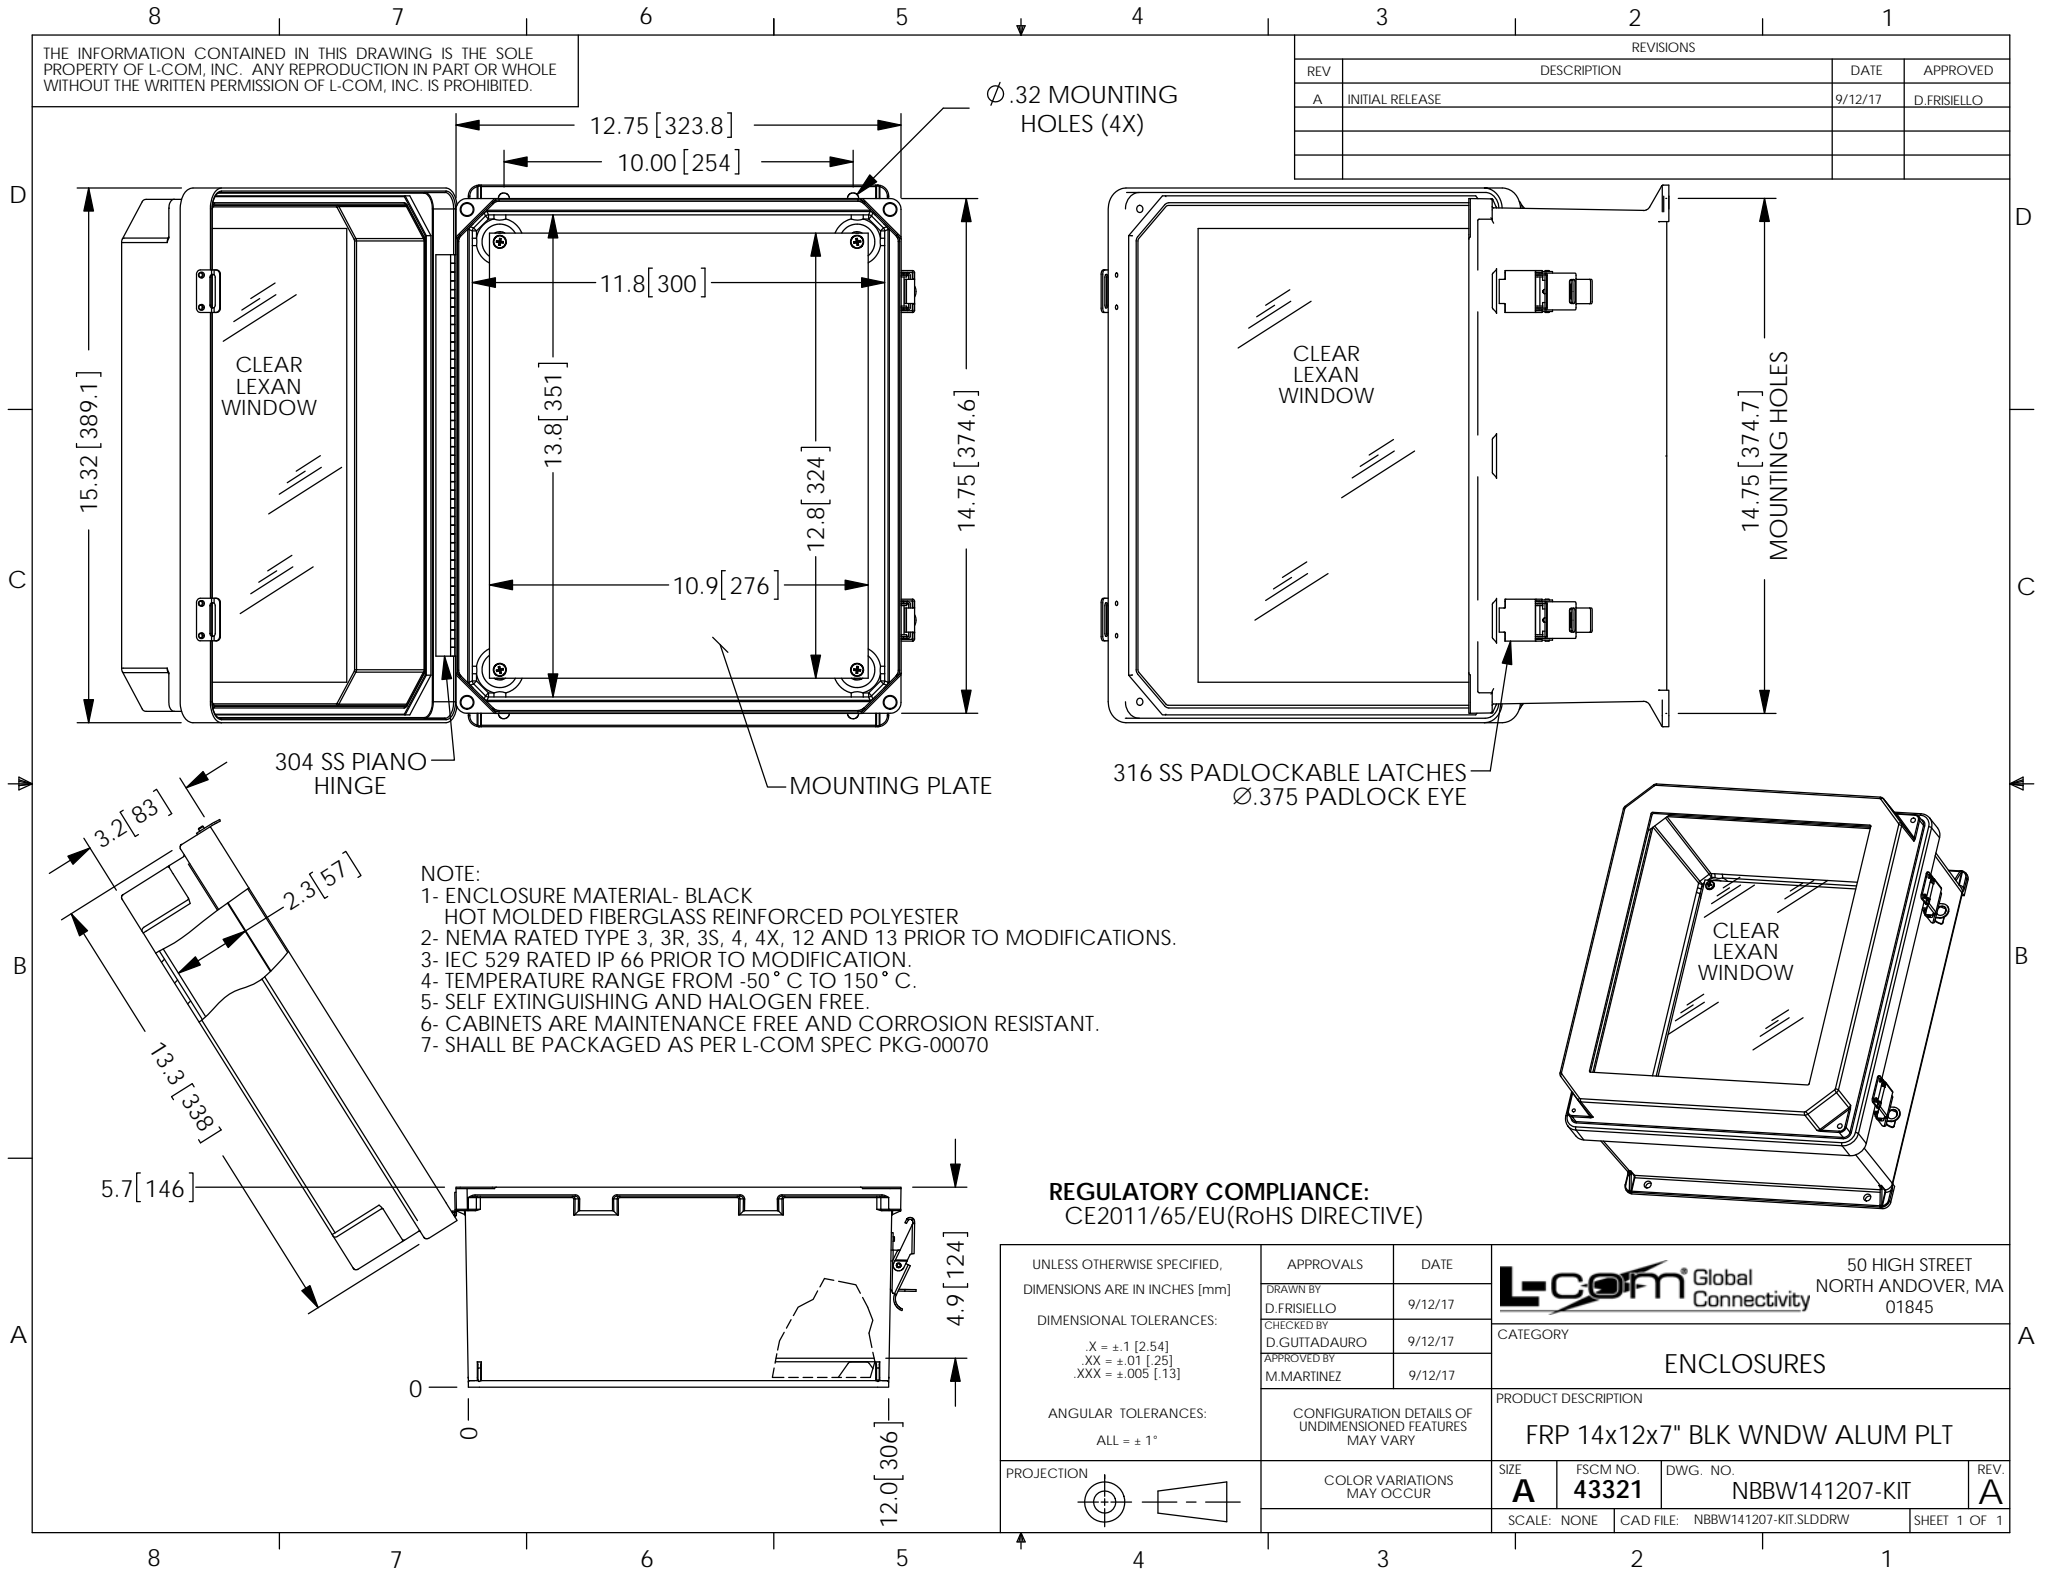 8 7 6 5 4 3 2 1
THE INFORMATION CONTAINED IN THIS DRAWING IS THE SOLE
PROPERTY OF L-COM, INC. ANY REPRODUCTION IN PART OR WHOLE
WITHOUT THE WRITTEN PERMISSION OF L-COM, INC. IS PROHIBITED.
REVISIONS
REV DESCRIPTION DATE APPROVED
A INITIAL RELEASE 9/12/17 D.FRISIELLO
Ø.32 MOUNTING
HOLES (4X)
12.75 [323.8]
10.00 [254]
D
D
11.8[300]
13.8[351]
12.8[324]
10.9[276]
14.75 [374.6]
15.32 [389.1]
CLEAR
LEXAN
WINDOW
CLEAR
LEXAN
WINDOW
14.75 [374.7]
MOUNTING HOLES
C
C
304 SS PIANO
HINGE
MOUNTING PLATE
316 SS PADLOCKABLE LATCHES
Ø.375 PADLOCK EYE
3.2[83]
2.3[57]
13.3[338]
NOTE:
1- ENCLOSURE MATERIAL- BLACK
HOT MOLDED FIBERGLASS REINFORCED POLYESTER
2- NEMA RATED TYPE 3, 3R, 3S, 4, 4X, 12 AND 13 PRIOR TO MODIFICATIONS.
3- IEC 529 RATED IP 66 PRIOR TO MODIFICATION.
4- TEMPERATURE RANGE FROM -50° C TO 150° C.
5- SELF EXTINGUISHING AND HALOGEN FREE.
6- CABINETS ARE MAINTENANCE FREE AND CORROSION RESISTANT.
7- SHALL BE PACKAGED AS PER L-COM SPEC PKG-00070
CLEAR
LEXAN
WINDOW
B
B
5.7[146]
4.9[124]
0
0
12.0[306]
REGULATORY COMPLIANCE:
CE2011/65/EU(RoHS DIRECTIVE)
A
A
UNLESS OTHERWISE SPECIFIED,
DIMENSIONS ARE IN INCHES [mm]
DIMENSIONAL TOLERANCES:
.X = ±.1 [2.54]
.XX = ±.01 [.25]
.XXX = ±.005 [.13]
ANGULAR TOLERANCES:
ALL = ± 1°
PROJECTION
APPROVALS DATE
DRAWN BY
D.FRISIELLO 9/12/17
CHECKED BY
D.GUTTADAURO 9/12/17
APPROVED BY
M.MARTINEZ 9/12/17
CONFIGURATION DETAILS OF
UNDIMENSIONED FEATURES
MAY VARY
COLOR VARIATIONS
MAY OCCUR
L-com® Global
Connectivity
50 HIGH STREET
NORTH ANDOVER, MA
01845
CATEGORY
ENCLOSURES
PRODUCT DESCRIPTION
FRP 14x12x7" BLK WNDW ALUM PLT
SIZE FSCM NO. DWG. NO. REV.
A 43321 NBBW141207-KIT A
SCALE: NONE CAD FILE: NBBW141207-KIT.SLDDRW SHEET 1 OF 1
8 7 6 5 4 3 2 1